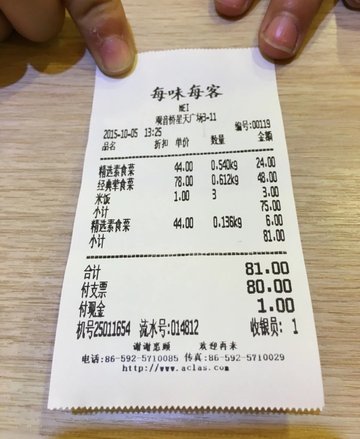 每味每客
MEI
观音桥星天广场3-11
2015-10-05 13:25 编号:00119
品名 折扣 单价 数量 金额
精选素食菜 44.00 0.540kg 24.00
经典荤食菜 78.00 0.612kg 48.00
米饭 1.00 3 3.00
小计 75.00
精选素食菜 44.00 0.136kg 6.00
小计 81.00
合计 81.00
付支票 80.00
付现金 1.00
机号25011654 流水号:014812 收银员: 1
谢谢惠顾 欢迎再来
电话:86-592-5710085 传真:86-592-5710029
http://www.aclas.com